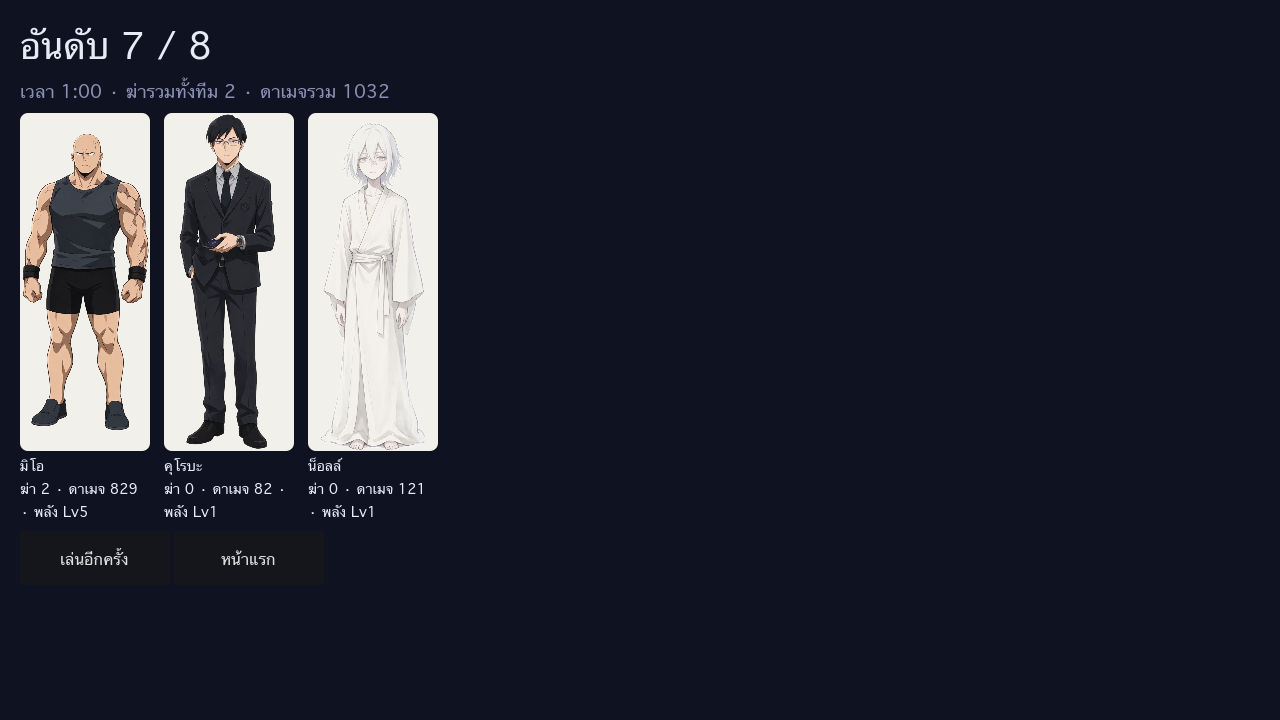 อันดับ 7 / 8
เวลา 1:00 · ฆ่ารวมทั้งทีม 2 · ดาเมจรวม 1032
มิโอ
ฆ่า 2 · ดาเมจ 829
· พลัง Lv5
คุโรบะ
ฆ่า 0 · ดาเมจ 82 ·
พลัง Lv1
น็อลล์
ฆ่า 0 · ดาเมจ 121
· พลัง Lv1
เล่นอีกครั้ง
หน้าแรก